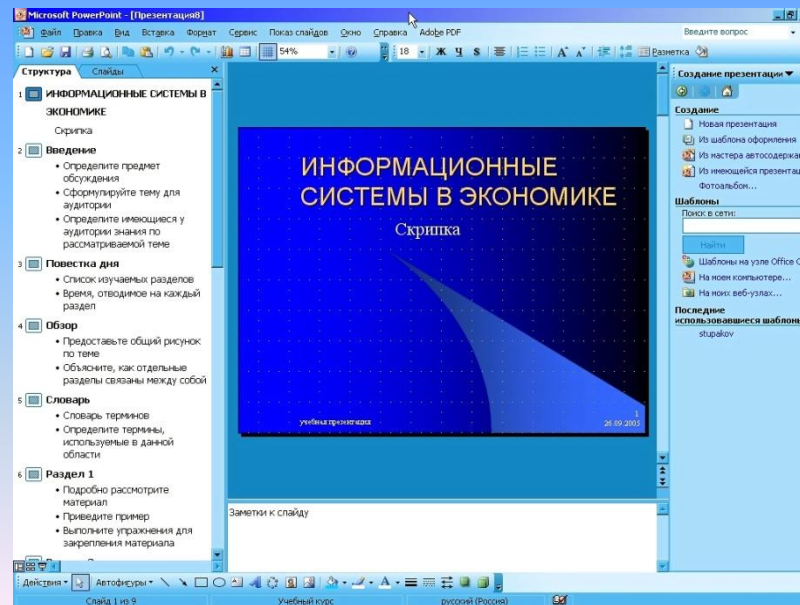 Microsoft PowerPoint - [Презентация8]
Файл Правка Вид Вставка Формат Сервис Показ слайдов Окно Справка Adobe PDF
Введите вопрос
54%
18
Ж Ч S
Разметка
Структура
Слайды
1 ИНФОРМАЦИОННЫЕ СИСТЕМЫ В
ЭКОНОМИКЕ
Скрипка
2 Введение
• Определите предмет
обсуждения
• Сформулируйте тему для
аудитории
• Определите имеющиеся у
аудитории знания по
рассматриваемой теме
3 Повестка дня
• Список изучаемых разделов
• Время, отводимое на каждый
раздел
4 Обзор
• Предоставьте общий рисунок
по теме
• Объясните, как отдельные
разделы связаны между собой
5 Словарь
• Словарь терминов
• Определите термины,
используемые в данной
области
6 Раздел 1
• Подробно рассмотрите
материал
• Приведите пример
• Выполните упражнения для
закрепления материала
ИНФОРМАЦИОННЫЕ
СИСТЕМЫ В ЭКОНОМИКЕ
Скрипка
учебная презентация
1
26.09.2005
Заметки к слайду
Создание презентации
Создание
Новая презентация
Из шаблона оформления
Из мастера автосодержан
Из имеющейся презентац
Фотоальбом...
Шаблоны
Поиск в сети:
Найти
Шаблоны на узле Office O
На моем компьютере...
На моих веб-узлах...
Последние
использовавшиеся шаблоны
stupakov
Действия
Автофигуры
Слайд 1 из 9
Учебный курс
русский (Россия)